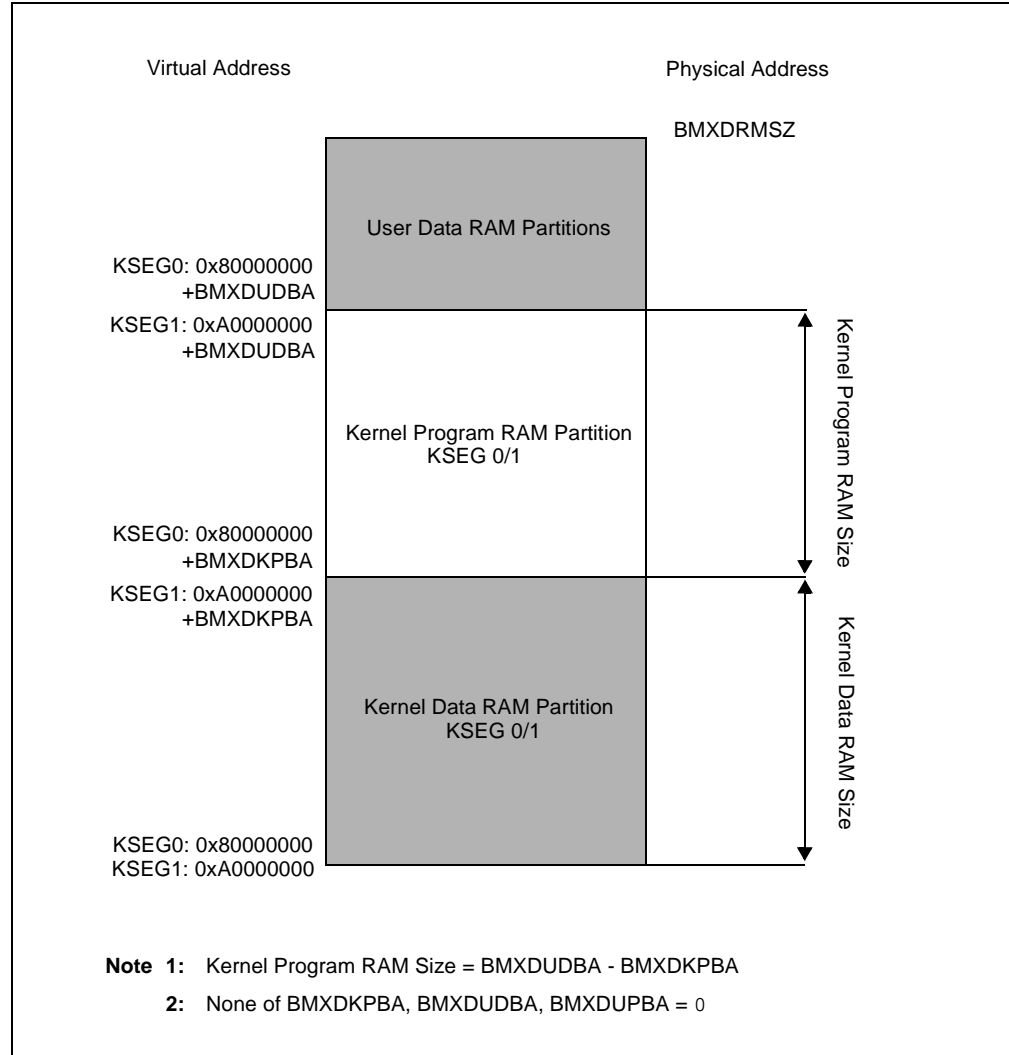 Virtual Address
Physical Address
BMXDRMSZ
User Data RAM Partitions
KSEG0: 0x80000000
+BMXDUDBA
KSEG1: 0xA0000000
+BMXDUDBA
Kernel Program RAM Partition
KSEG 0/1
Kernel Program RAM Size
KSEG0: 0x80000000
+BMXDKPBA
KSEG1: 0xA0000000
+BMXDKPBA
Kernel Data RAM Partition
KSEG 0/1
Kernel Data RAM Size
KSEG0: 0x80000000
KSEG1: 0xA0000000
Note 1: Kernel Program RAM Size = BMXDUDBA - BMXDKPBA
2: None of BMXDKPBA, BMXDUDBA, BMXDUPBA = 0